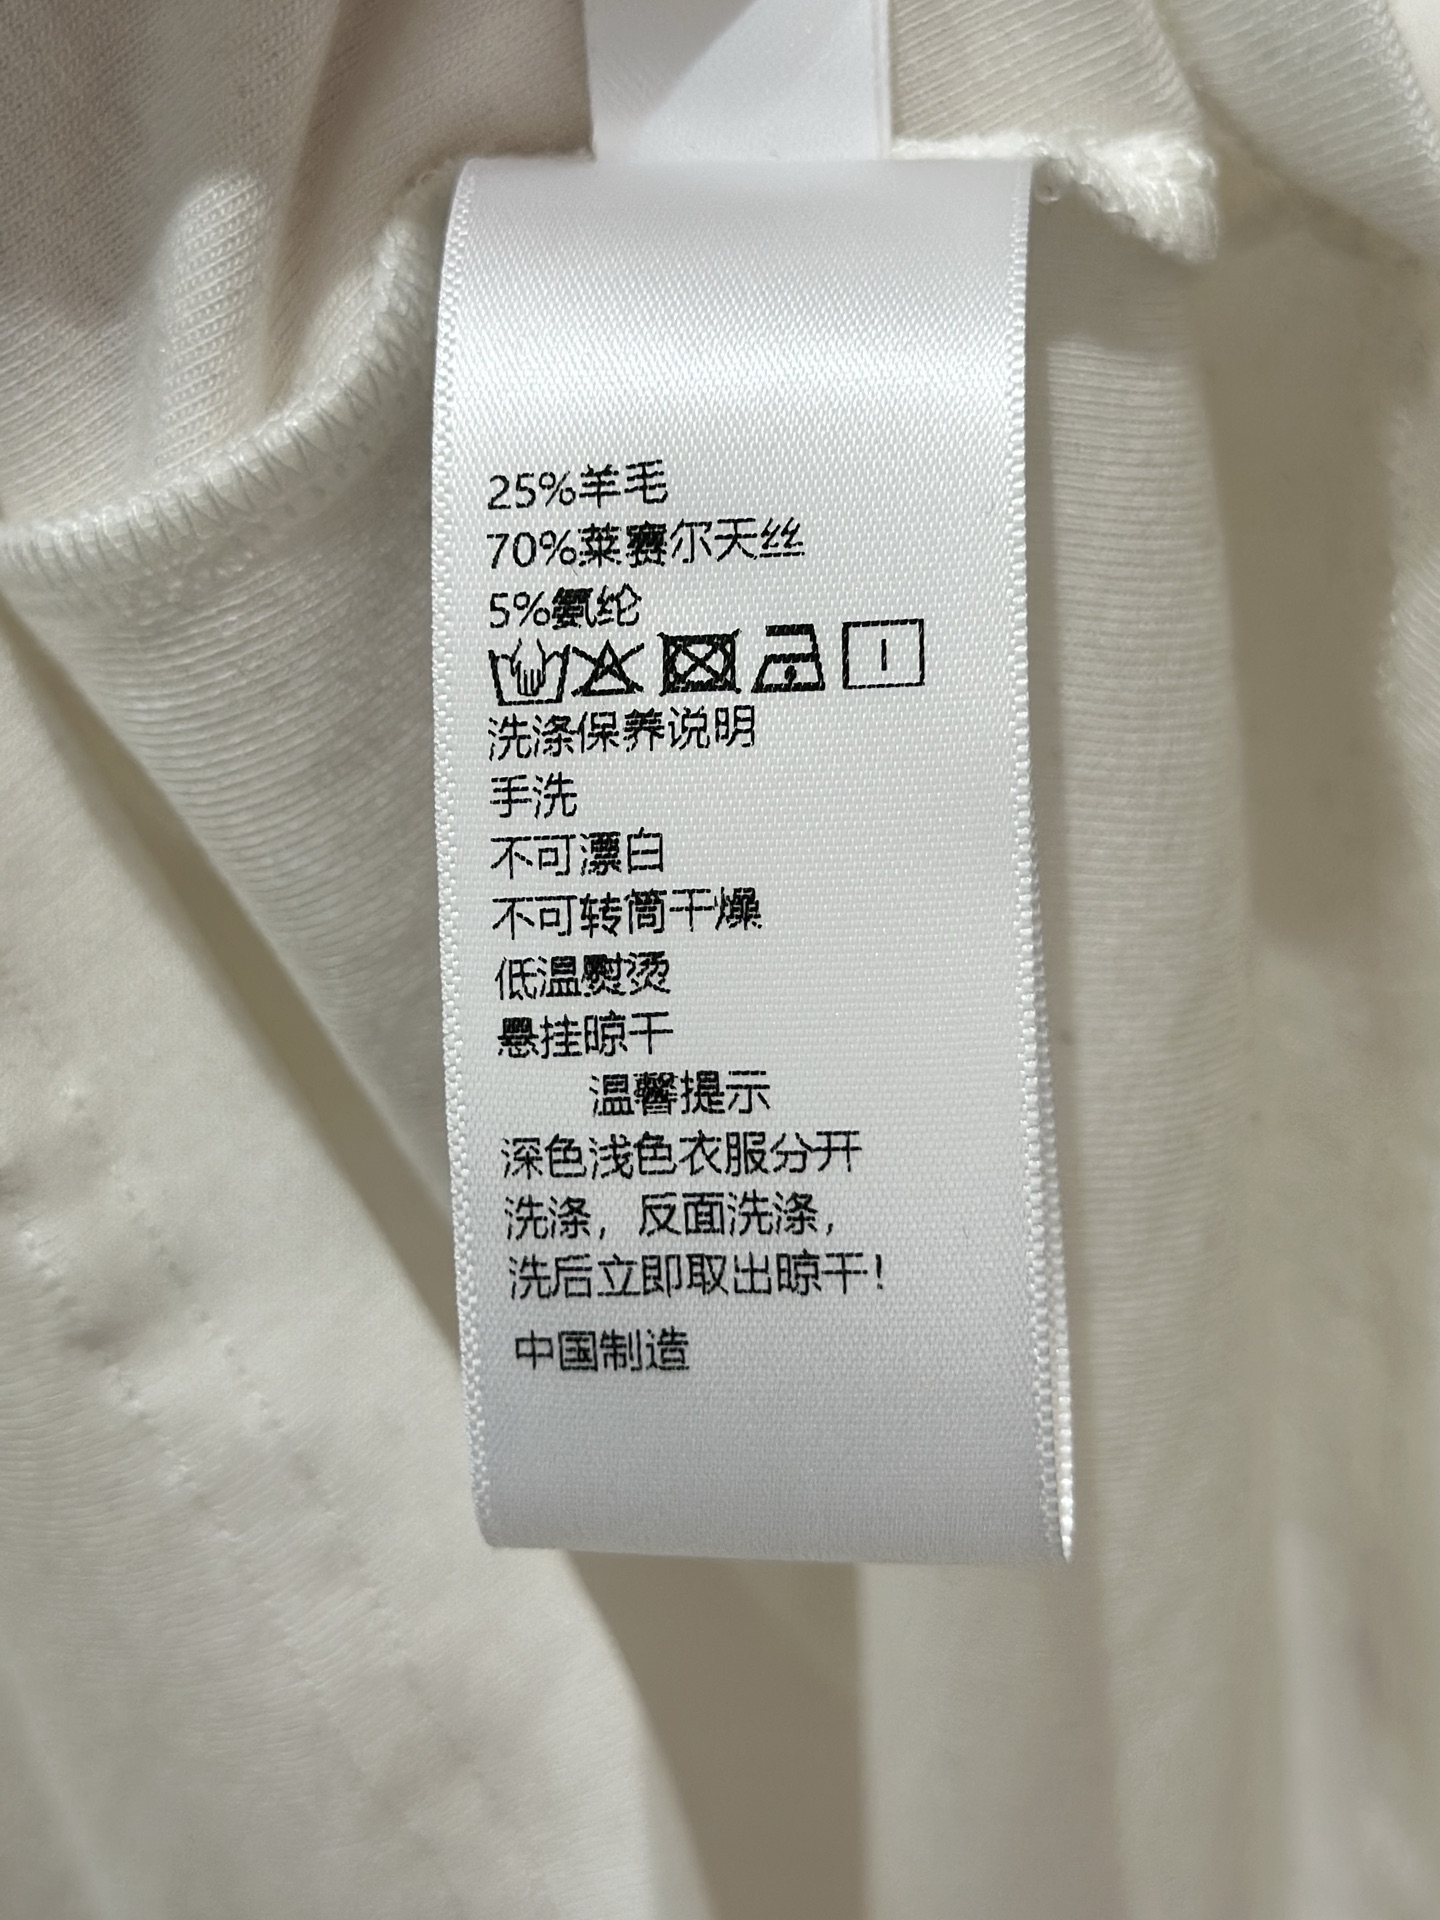 25%羊毛
70%莱赛尔天丝
5%氨纶
洗涤保养说明
手洗
不可漂白
不可转筒干燥
低温熨烫
悬挂晾干
温馨提示
深色浅色衣服分开
洗涤，反面洗涤，
洗后立即取出晾干！
中国制造